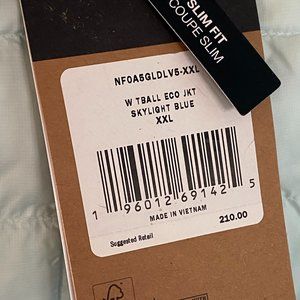 SLIM FIT
COUPE SLIM
NF0A5GLDLV5-XXL
W TBALL ECO JKT
SKYLIGHT BLUE
XXL
1 96012 69142 5
MADE IN VIETNAM
Suggested Retail 210.00
FSC